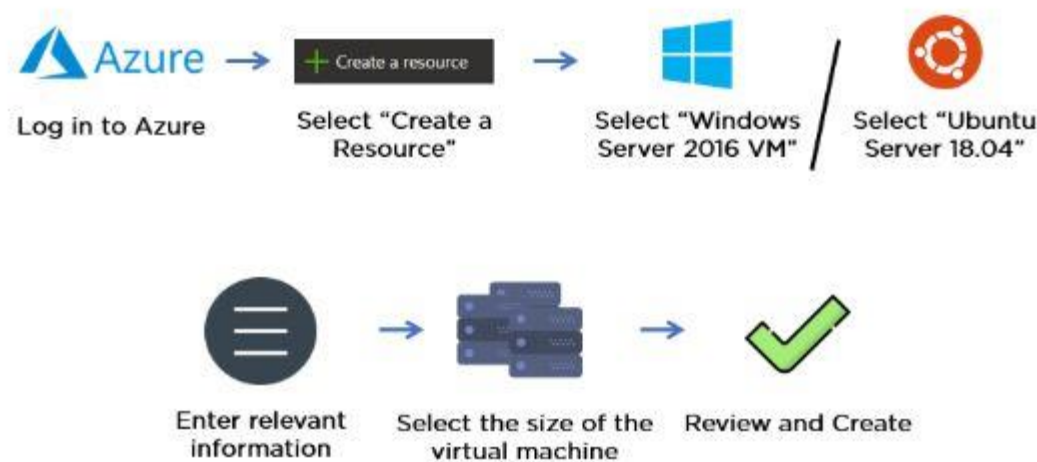 Azure
Create a resource
Log in to Azure
Select "Create a
Resource"
Select "Windows
Server 2016 VM"
Select "Ubuntu
Server 18.04"
Enter relevant
information
Select the size of the
virtual machine
Review and Create